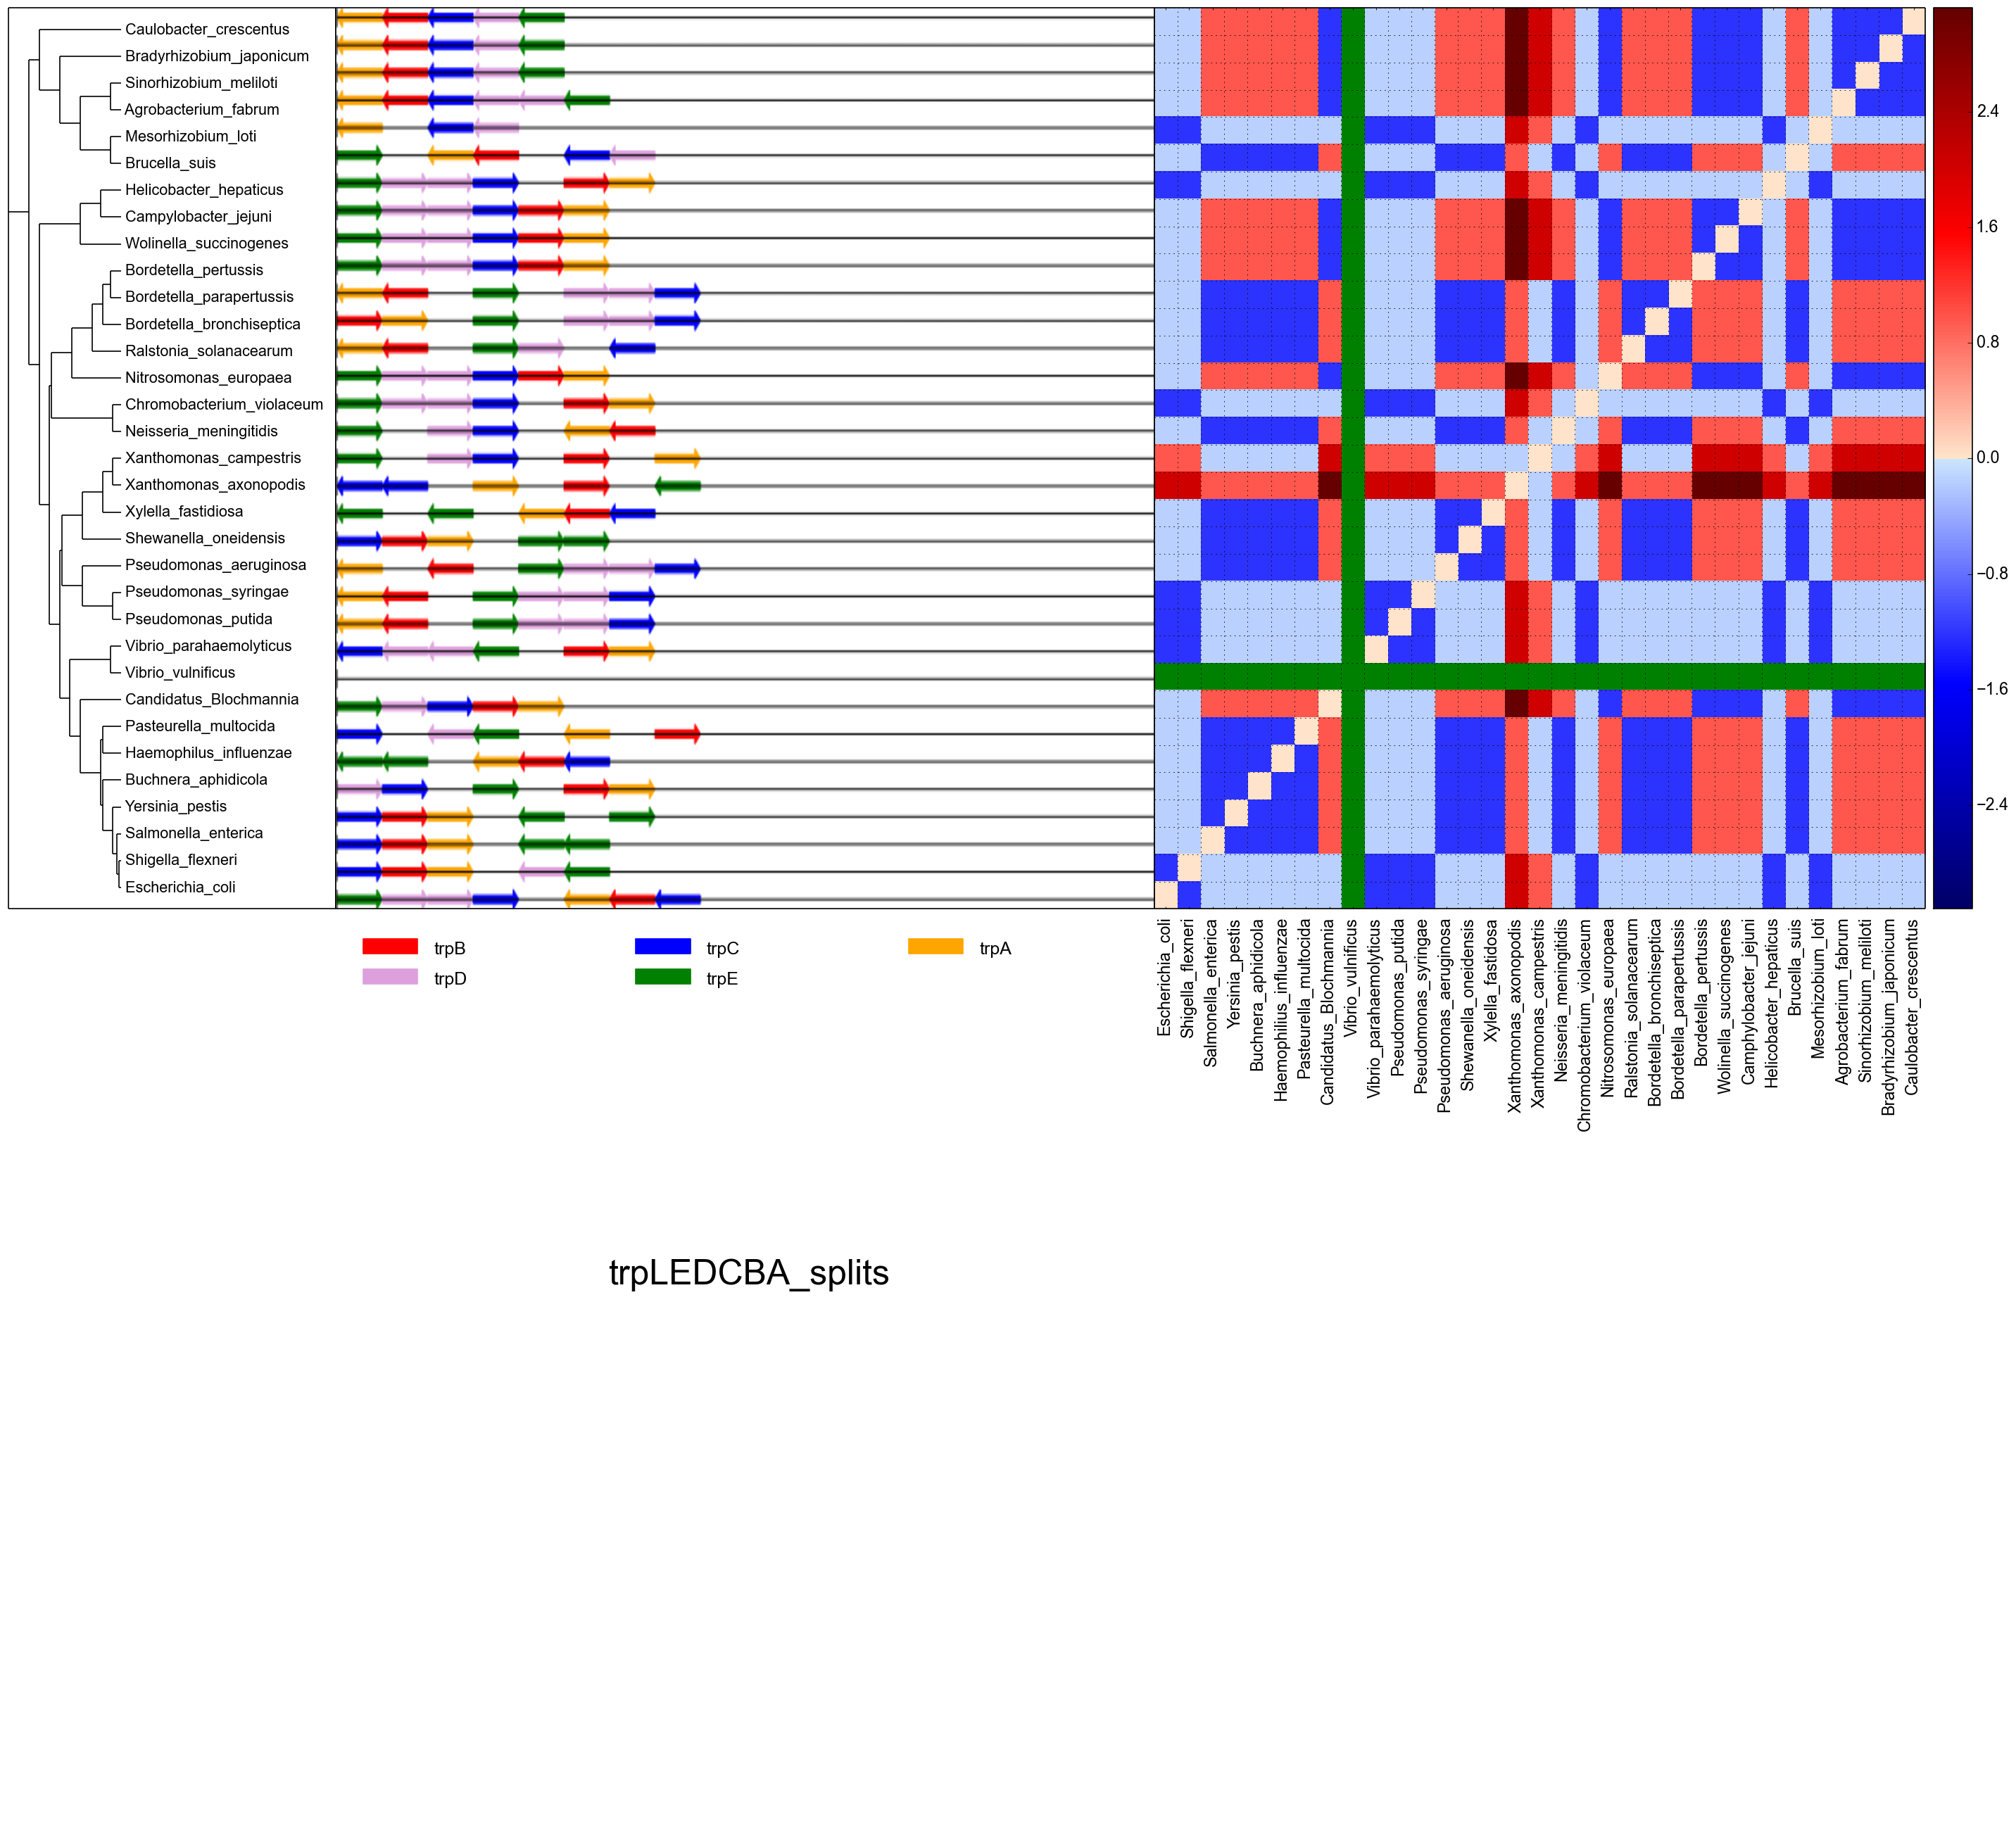 Caulobacter_crescentus
Bradyrhizobium_japonicum
Sinorhizobium_meliloti
Agrobacterium_fabrum
Mesorhizobium_loti
Brucella_suis
Helicobacter_hepaticus
Campylobacter_jejuni
Wolinella_succinogenes
Bordetella_pertussis
Bordetella_parapertussis
Bordetella_bronchiseptica
Ralstonia_solanacearum
Nitrosomonas_europaea
Chromobacterium_violaceum
Neisseria_meningitidis
Xanthomonas_campestris
Xanthomonas_axonopodis
Xylella_fastidiosa
Shewanella_oneidensis
Pseudomonas_aeruginosa
Pseudomonas_syringae
Pseudomonas_putida
Vibrio_parahaemolyticus
Vibrio_vulnificus
Candidatus_Blochmannia
Pasteurella_multocida
Haemophilus_influenzae
Buchnera_aphidicola
Yersinia_pestis
Salmonella_enterica
Shigella_flexneri
Escherichia_coli
2.4
1.6
0.8
0.0
−0.8
−1.6
−2.4
trpB
trpC
trpA
trpD
trpE
Escherichia_coli
Shigella_flexneri
Salmonella_enterica
Yersinia_pestis
Buchnera_aphidicola
Haemophilus_influenzae
Pasteurella_multocida
Candidatus_Blochmannia
Vibrio_vulnificus
Vibrio_parahaemolyticus
Pseudomonas_putida
Pseudomonas_syringae
Pseudomonas_aeruginosa
Shewanella_oneidensis
Xylella_fastidiosa
Xanthomonas_axonopodis
Xanthomonas_campestris
Neisseria_meningitidis
Chromobacterium_violaceum
Nitrosomonas_europaea
Ralstonia_solanacearum
Bordetella_bronchiseptica
Bordetella_parapertussis
Bordetella_pertussis
Wolinella_succinogenes
Camphylobacter_jejuni
Helicobacter_hepaticus
Brucella_suis
Mesorhizobium_loti
Agrobacterium_fabrum
Sinorhizobium_meliloti
Bradyrhizobium_japonicum
Caulobacter_crescentus
trpLEDCBA_splits